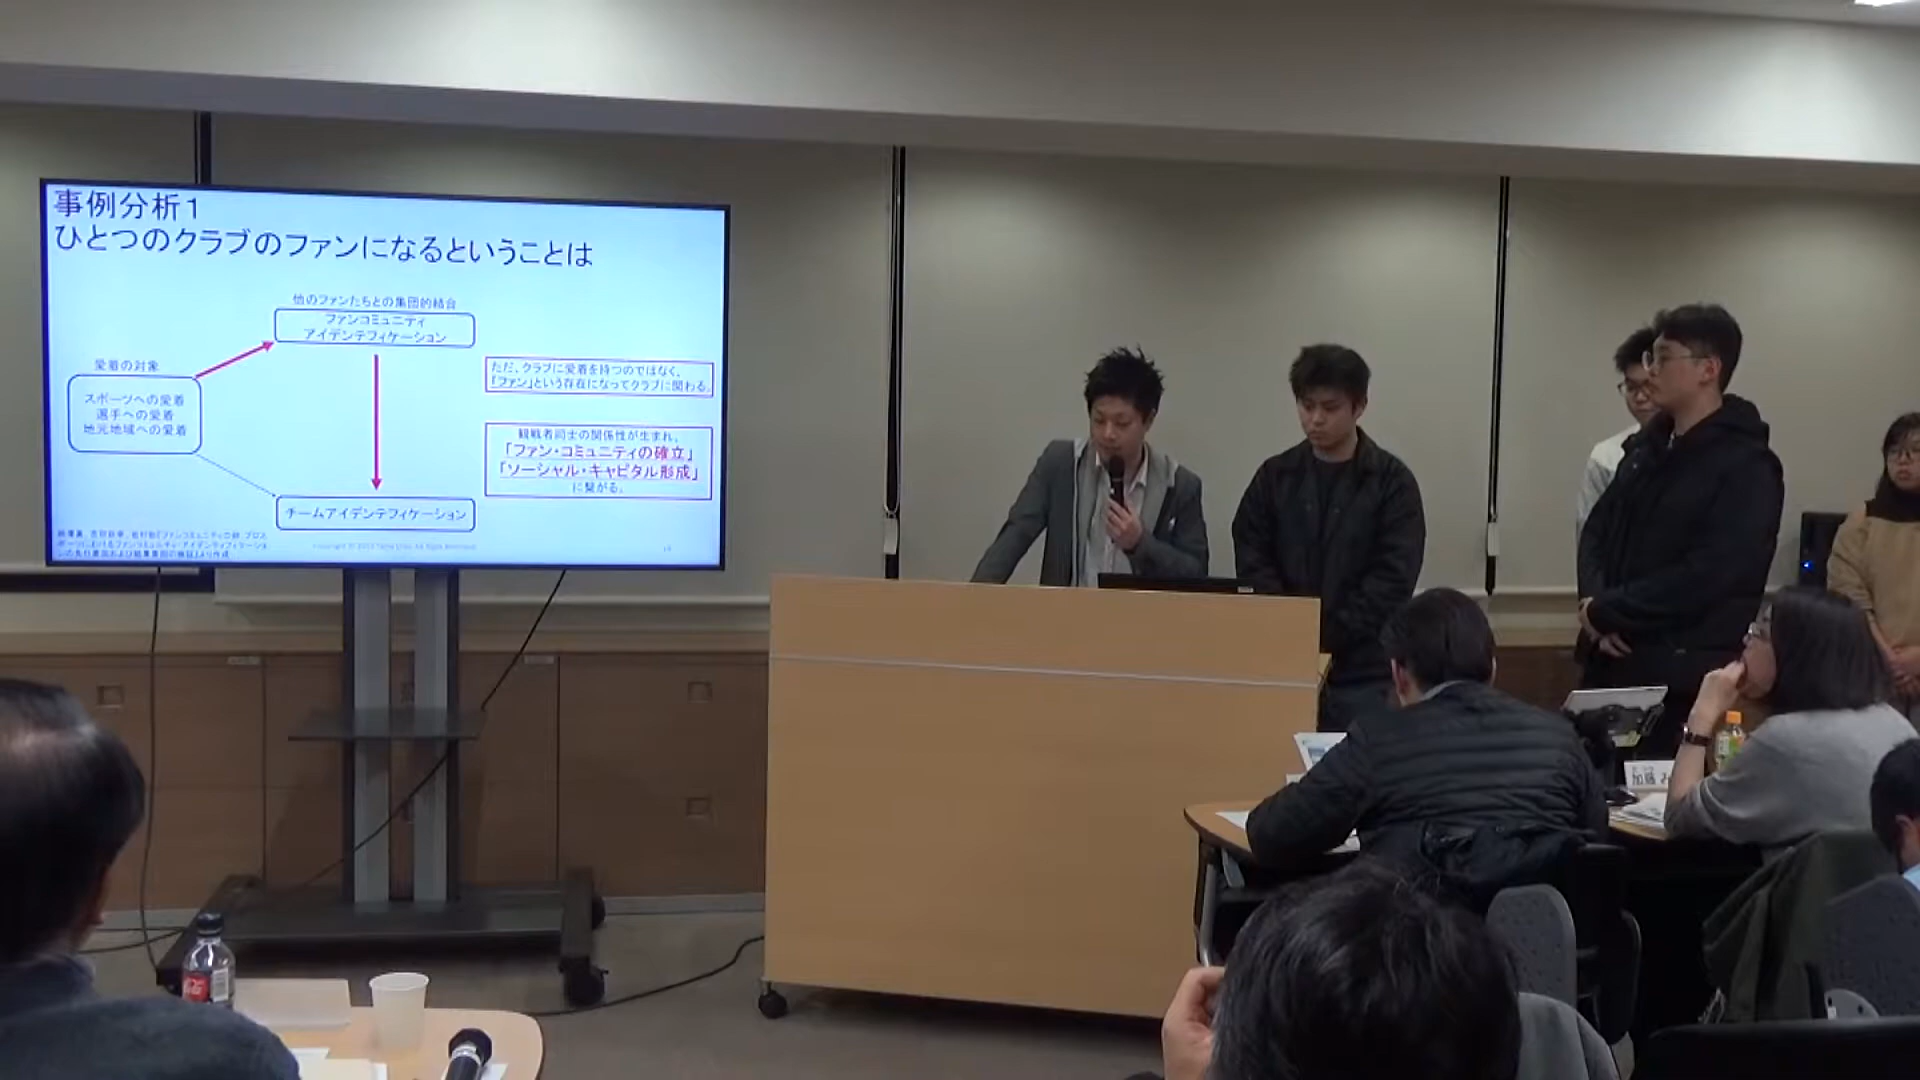 事例分析1
ひとつのクラブのファンになるということは
他のファンたちとの集団的結合
ファンコミュニティ
アイデンテフィケーション
愛着の対象
スポーツへの愛着
選手への愛着
地元地域への愛着
ただ、クラブに愛着を持つのではなく、
「ファン」という存在になってクラブに関わる。
観戦者同士の関係性が生まれ、
「ファン・コミュニティの確立」
「ソーシャル・キャピタル形成」
に繋がる。
チームアイデンテフィケーション
加藤 み